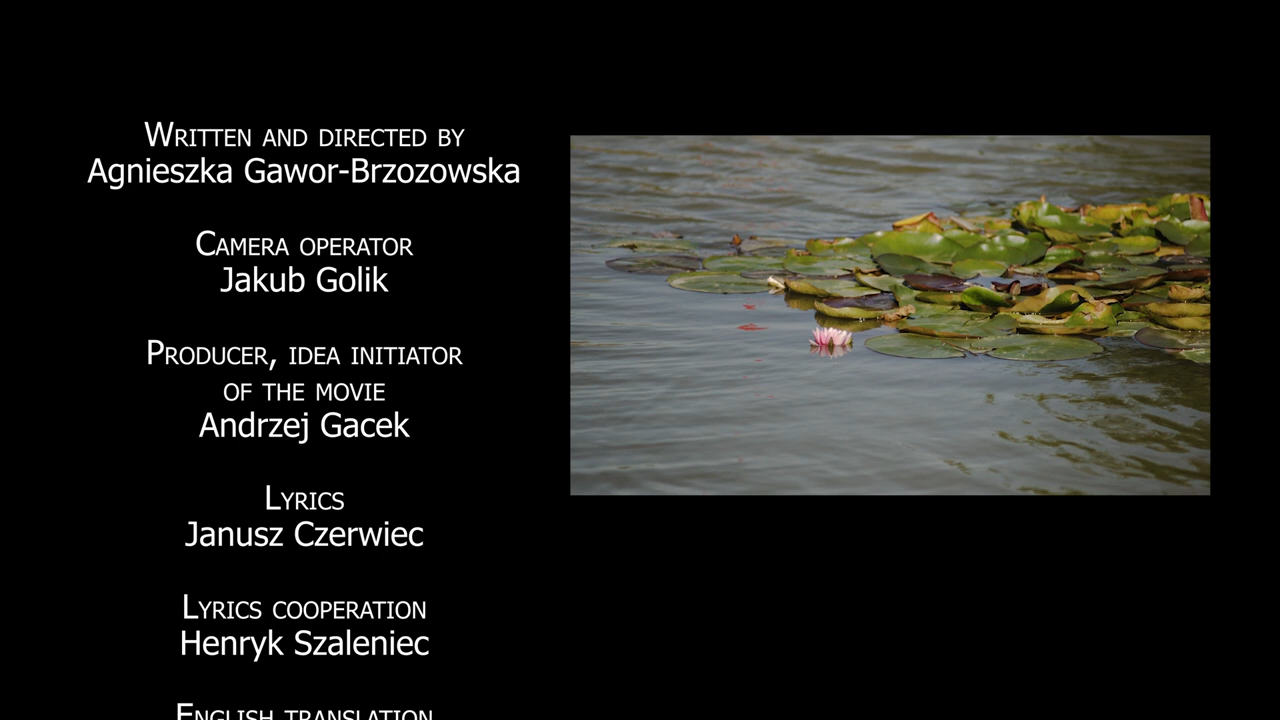 Written and directed by
Agnieszka Gawor-Brzozowska
Camera operator
Jakub Golik
Producer, idea initiator
of the movie
Andrzej Gacek
Lyrics
Janusz Czerwiec
Lyrics cooperation
Henryk Szaleniec
English translation